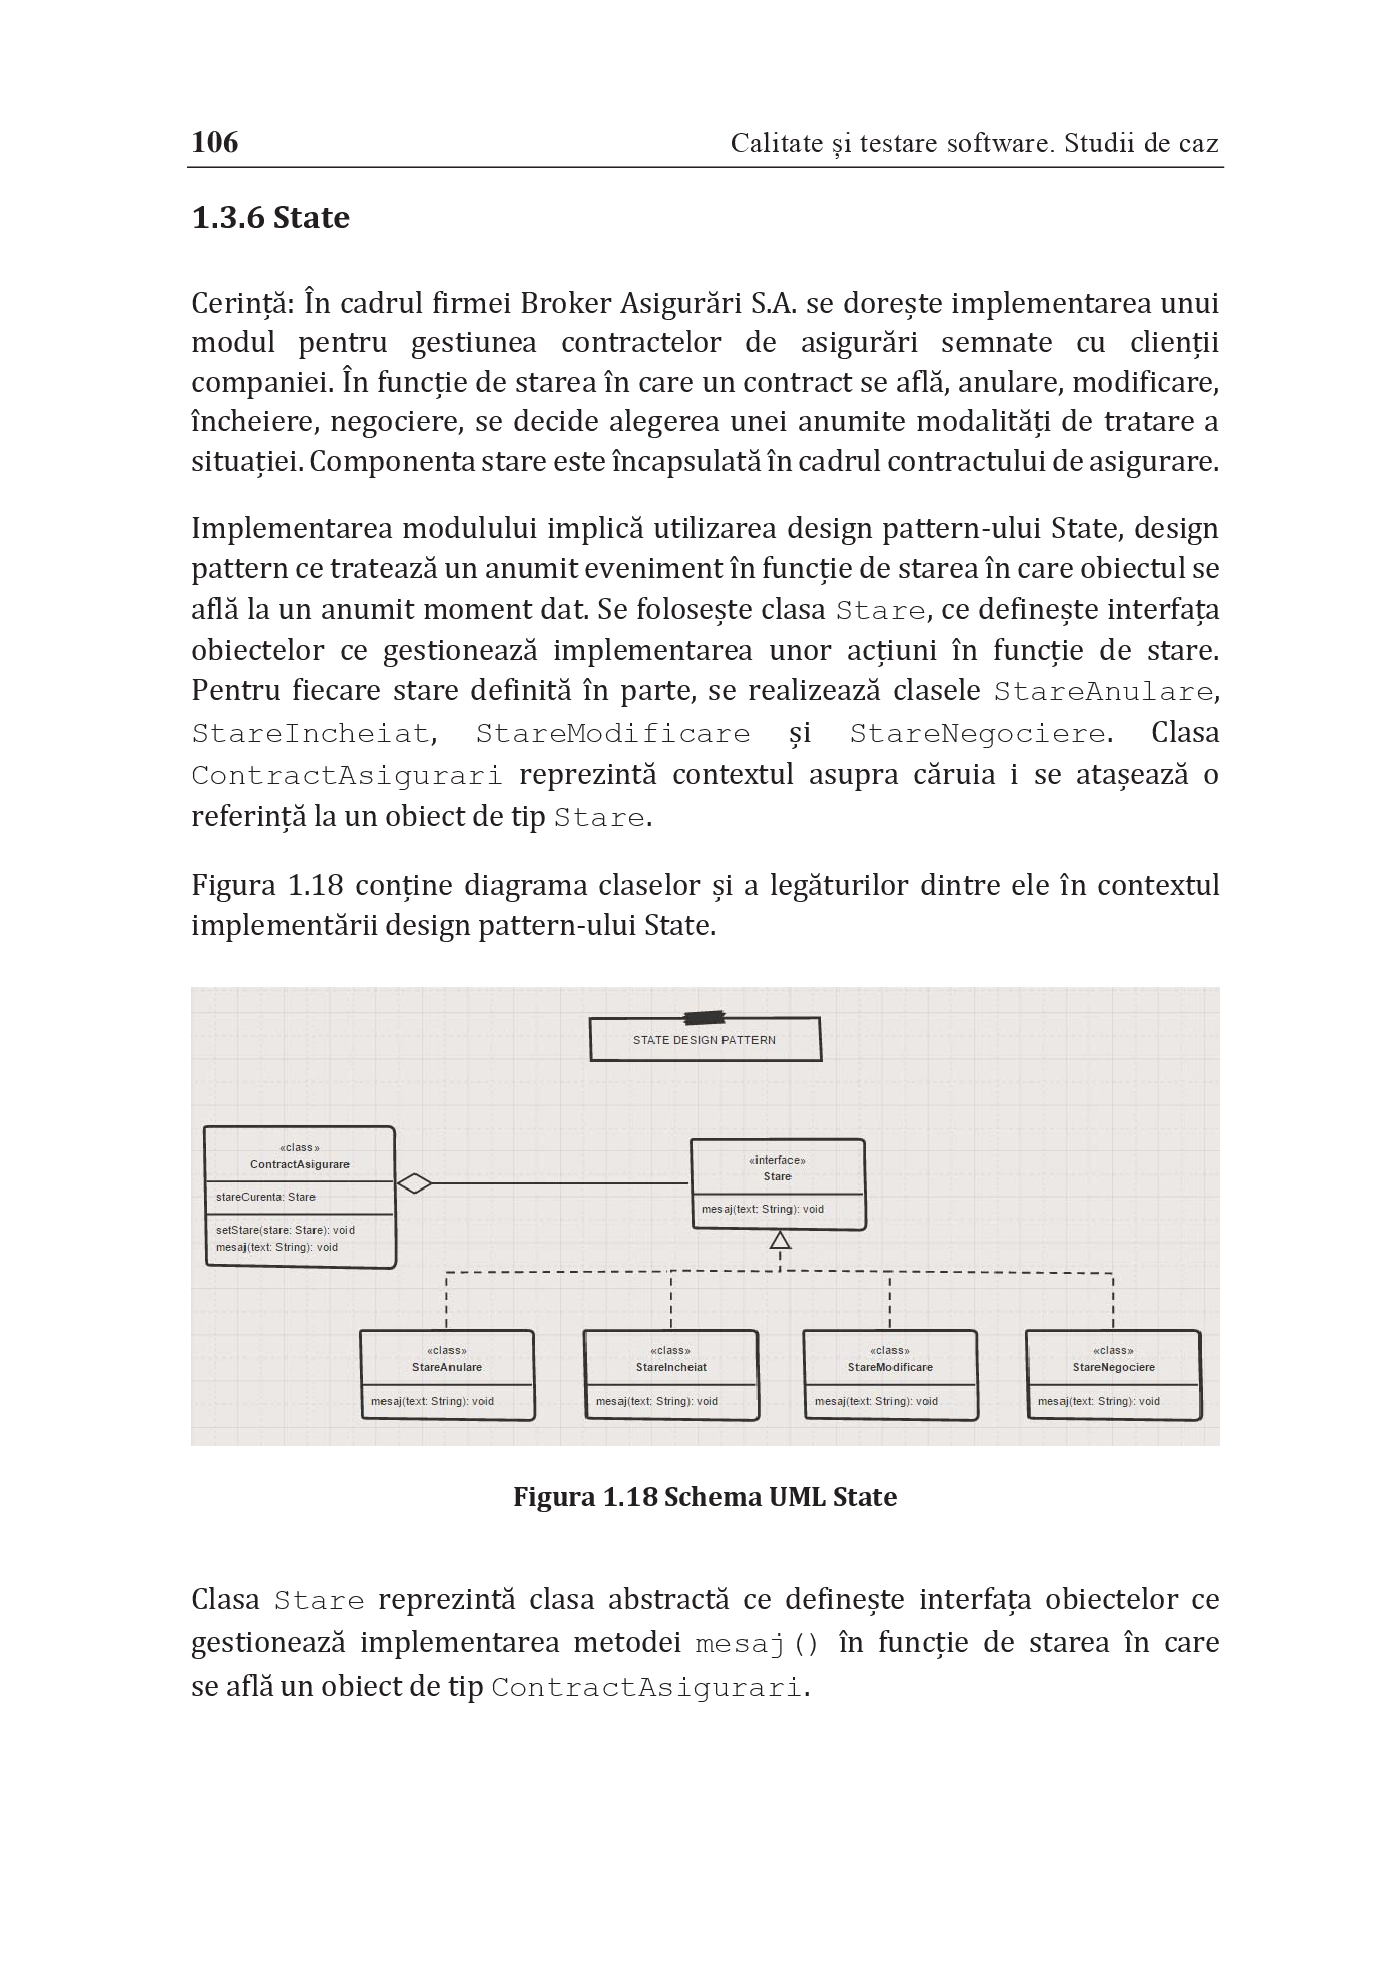 106
Calitate și testare software. Studii de caz
1.3.6 State
Cerință: În cadrul firmei Broker Asigurări S.A. se dorește implementarea unui
modul pentru gestiunea contractelor de asigurări semnate cu clienții
companiei. În funcție de starea în care un contract se află, anulare, modificare,
încheiere, negociere, se decide alegerea unei anumite modalități de tratare a
situației. Componenta stare este încapsulată în cadrul contractului de asigurare.
Implementarea modulului implică utilizarea design pattern-ului State, design
pattern ce tratează un anumit eveniment în funcție de starea în care obiectul se
află la un anumit moment dat. Se folosește clasa Stare, ce definește interfața
obiectelor ce gestionează implementarea unor acțiuni în funcție de stare.
Pentru fiecare stare definită în parte, se realizează clasele StareAnulare,
StareIncheiat, StareModificare și StareNegociere. Clasa
ContractAsigurari reprezintă contextul asupra căruia i se atașează o
referință la un obiect de tip Stare.
Figura 1.18 conține diagrama claselor și a legăturilor dintre ele în contextul
implementării design pattern-ului State.
STATE DESIGN PATTERN
«class»
ContractAsigurare
stareCurenta: Stare
setStare(stare: Stare): void
mesaj(text: String): void
«interface»
Stare
mesaj(text: String): void
«class»
StareAnulare
mesaj(text: String): void
«class»
StareIncheiat
mesaj(text: String): void
«class»
StareModificare
mesaj(text: String): void
«class»
StareNegociere
mesaj(text: String): void
Figura 1.18 Schema UML State
Clasa Stare reprezintă clasa abstractă ce definește interfața obiectelor ce
gestionează implementarea metodei mesaj() în funcție de starea în care
se află un obiect de tip ContractAsigurari.